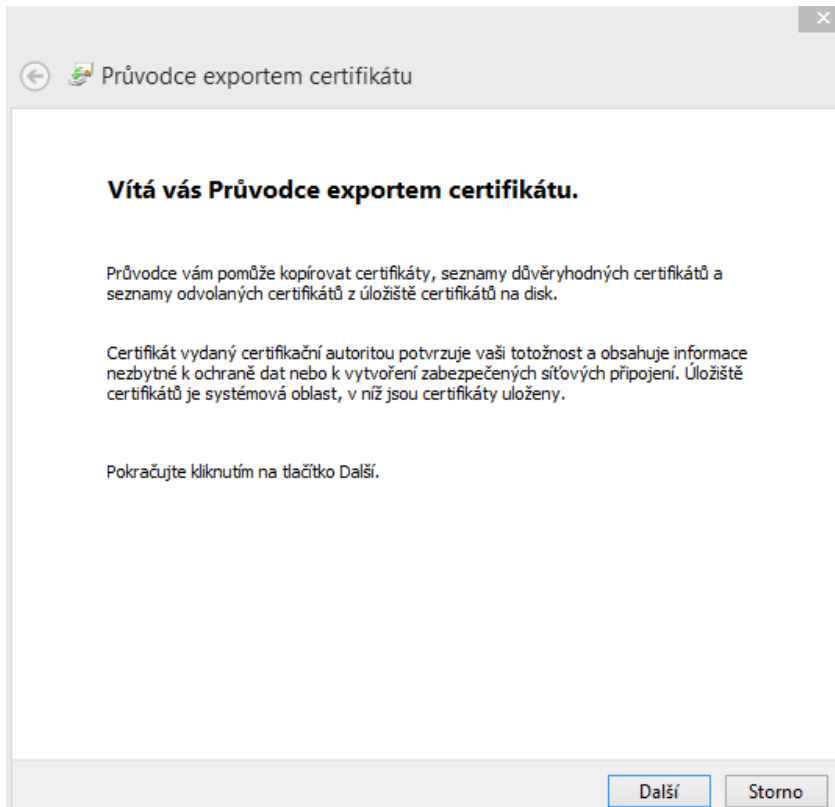 Průvodce exportem certifikátu
Vítá vás Průvodce exportem certifikátu.
Průvodce vám pomůže kopírovat certifikáty, seznamy důvěryhodných certifikátů a
seznamy odvolaných certifikátů z úložiště certifikátů na disk.
Certifikát vydaný certifikační autoritou potvrzuje vaši totožnost a obsahuje informace
nezbytné k ochraně dat nebo k vytvoření zabezpečených síťových připojení. Úložiště
certifikátů je systémová oblast, v níž jsou certifikáty uloženy.
Pokračujte kliknutím na tlačítko Další.
Další
Storno